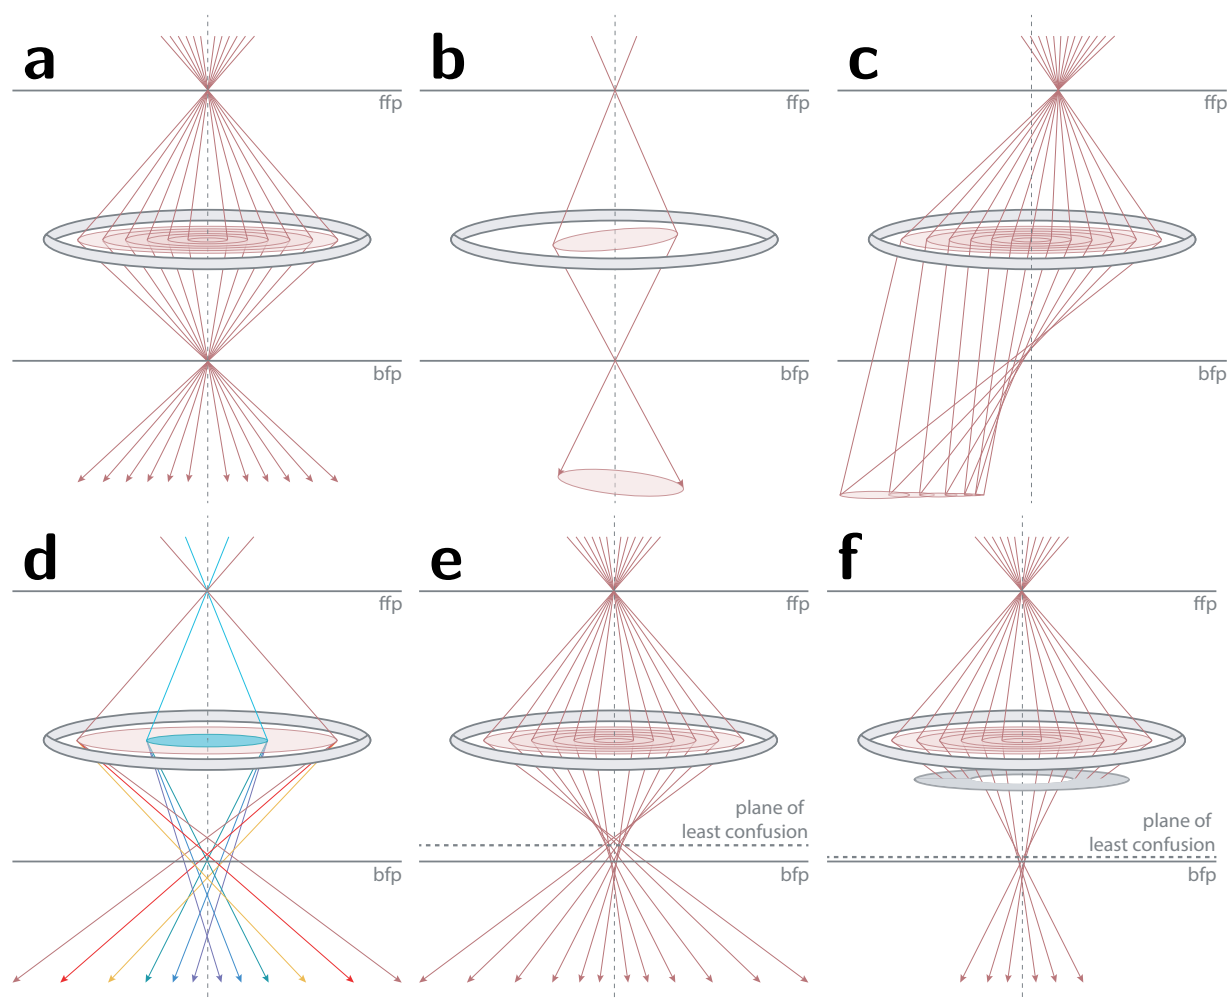 a
b
c
ffp
ffp
ffp
bfp
bfp
bfp
d
e
f
ffp
ffp
ffp
plane of
least confusion
plane of
least confusion
bfp
bfp
bfp